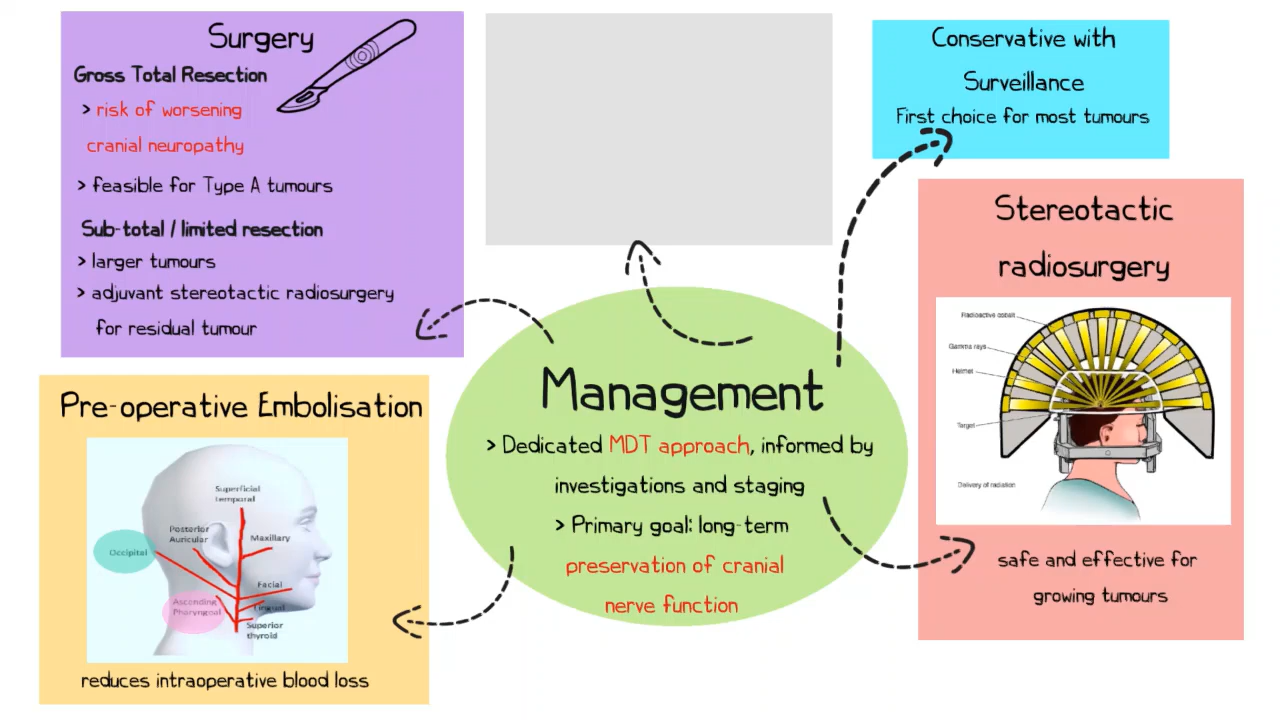 Surgery
Gross Total Resection
> risk of worsening
cranial neuropathy
> feasible for Type A tumours
Sub-total / limited resection
> larger tumours
> adjuvant stereotactic radiosurgery
for residual tumour
Conservative with
Surveillance
First choice for most tumours
Stereotactic
radiosurgery
Radioactive cobalt
Gamma rays
Helmet
Target
Delivery of radiation
safe and effective for
growing tumours
Management
> Dedicated MDT approach, informed by
investigations and staging
> Primary goal: long-term
preservation of cranial
nerve function
Pre-operative Embolisation
Superficial
temporal
Posterior
Auricular
Maxillary
Occipital
Facial
Ascending
Pharyngeal
Lingual
Superior
thyroid
reduces intraoperative blood loss